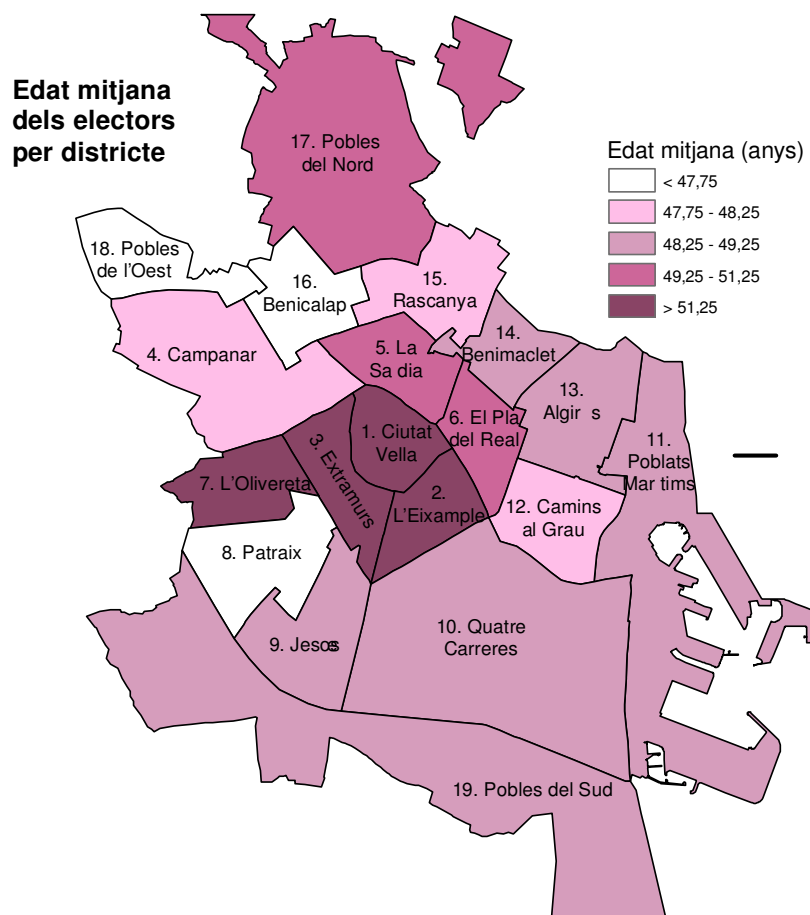 Edat mitjana
dels electors
per districte
Edat mitjana (anys)
< 47,75
47,75 - 48,25
48,25 - 49,25
49,25 - 51,25
> 51,25
17. Pobles
del Nord
18. Pobles
de l'Oest
16.
Benicalap
15.
Rascanya
14.
Benimaclet
4. Campanar
5. La
Sa dia
13.
Algir s
6. El Pla
del Real
11.
Poblats
Mar tims
1. Ciutat
Vella
3. Extramurs
7. L'Olivereta
2.
L'Eixample
12. Camins
al Grau
8. Patraix
9.
10. Quatre
Carreres
19. Pobles del Sud